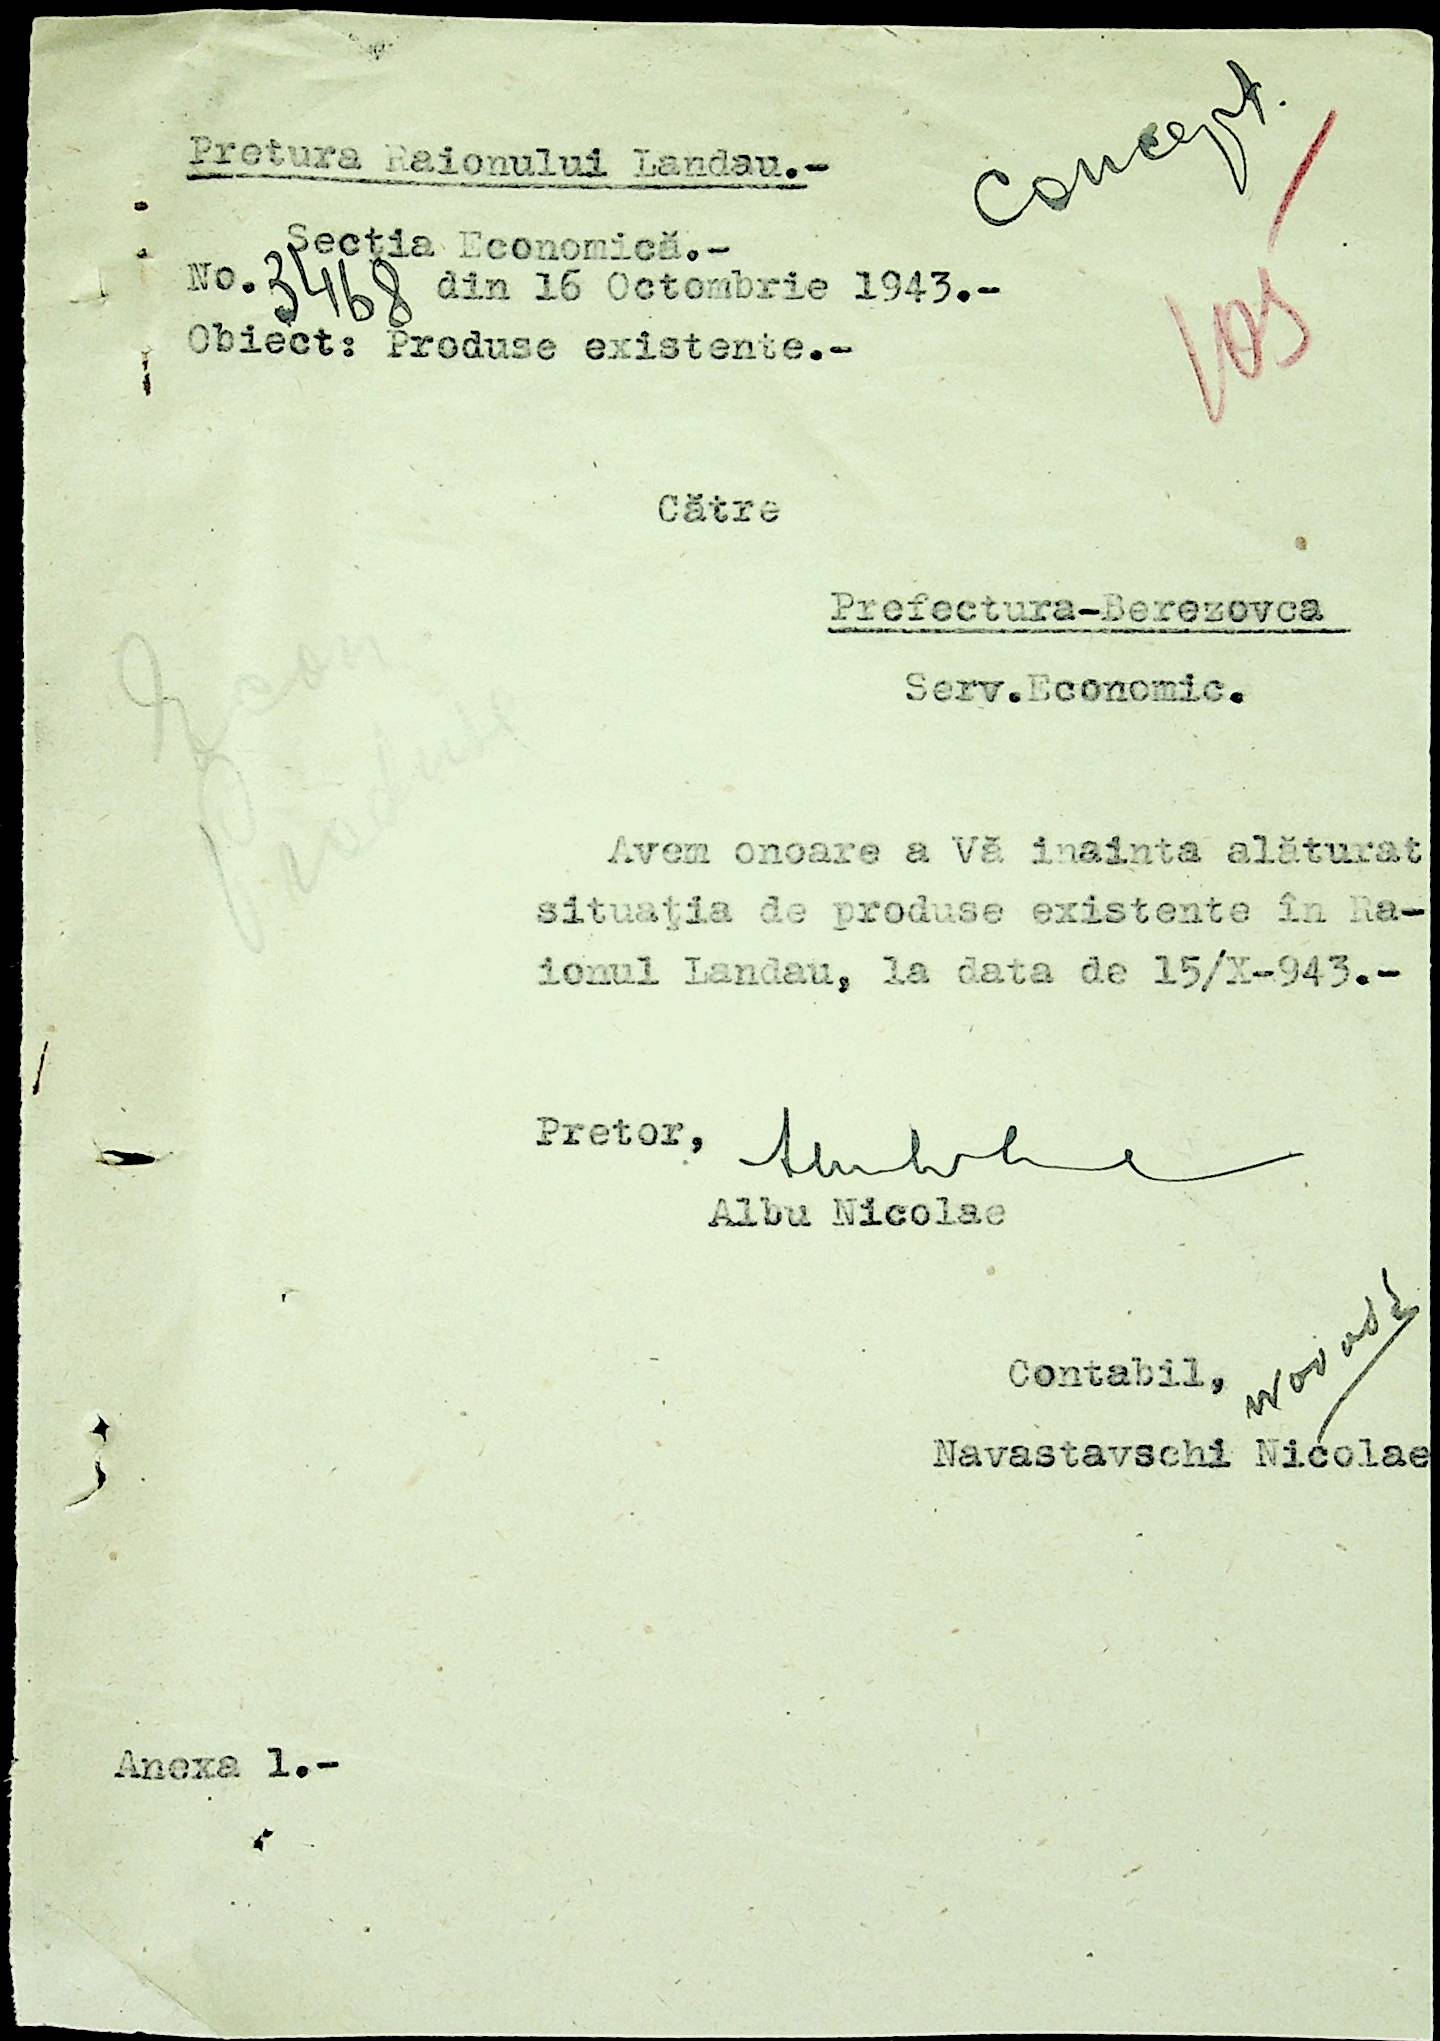 Concept.
Pretura Raionului Landau.-
Secţia Economică.-
No. 3468 din 16 Octombrie 1943.-
Obiect: Produse existente.-
Către
Prefectura-Berezovca
Serv.Economic.
Produse
Avem onoare a Vă inainta alăturat
situaţia de produse existente în Ra-
ionul Landau, la data de 15/X-943.-
Pretor,
Albu Nicolae
Contabil,
Navastavschi Nicolae
Anexa 1.-